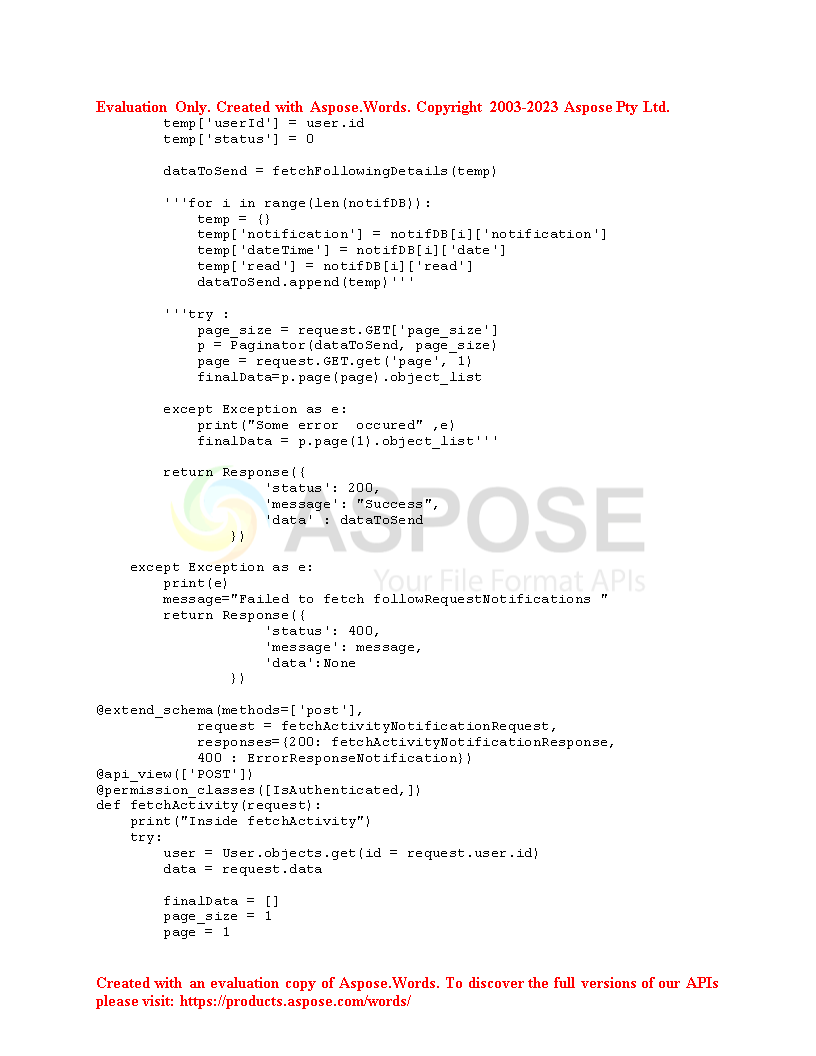 Evaluation Only. Created with Aspose.Words. Copyright 2003-2023 Aspose Pty Ltd.
        temp['userId'] = user.id
        temp['status'] = 0

        dataToSend = fetchFollowingDetails(temp)

        '''for i in range(len(notifDB)):
            temp = {}
            temp['notification'] = notifDB[i]['notification']
            temp['dateTime'] = notifDB[i]['date']
            temp['read'] = notifDB[i]['read']
            dataToSend.append(temp)'''

        '''try :
            page_size = request.GET['page_size']
            p = Paginator(dataToSend, page_size)
            page = request.GET.get('page', 1)
            finalData=p.page(page).object_list

        except Exception as e:
            print("Some error  occured" ,e)
            finalData = p.page(1).object_list'''

        return Response({
                    'status': 200,
                    'message': "Success",
                    'data' : dataToSend
                })
ASPOSE
Your File Format APIs

    except Exception as e:
        print(e)
        message="Failed to fetch followRequestNotifications "
        return Response({
                    'status': 400,
                    'message': message,
                    'data':None
                })

@extend_schema(methods=['post'],
            request = fetchActivityNotificationRequest,
            responses={200: fetchActivityNotificationResponse,
            400 : ErrorResponseNotification})
@api_view(['POST'])
@permission_classes([IsAuthenticated,])
def fetchActivity(request):
    print("Inside fetchActivity")
    try:
        user = User.objects.get(id = request.user.id)
        data = request.data

        finalData = []
        page_size = 1
        page = 1
Created with an evaluation copy of Aspose.Words. To discover the full versions of our APIs
please visit: https://products.aspose.com/words/